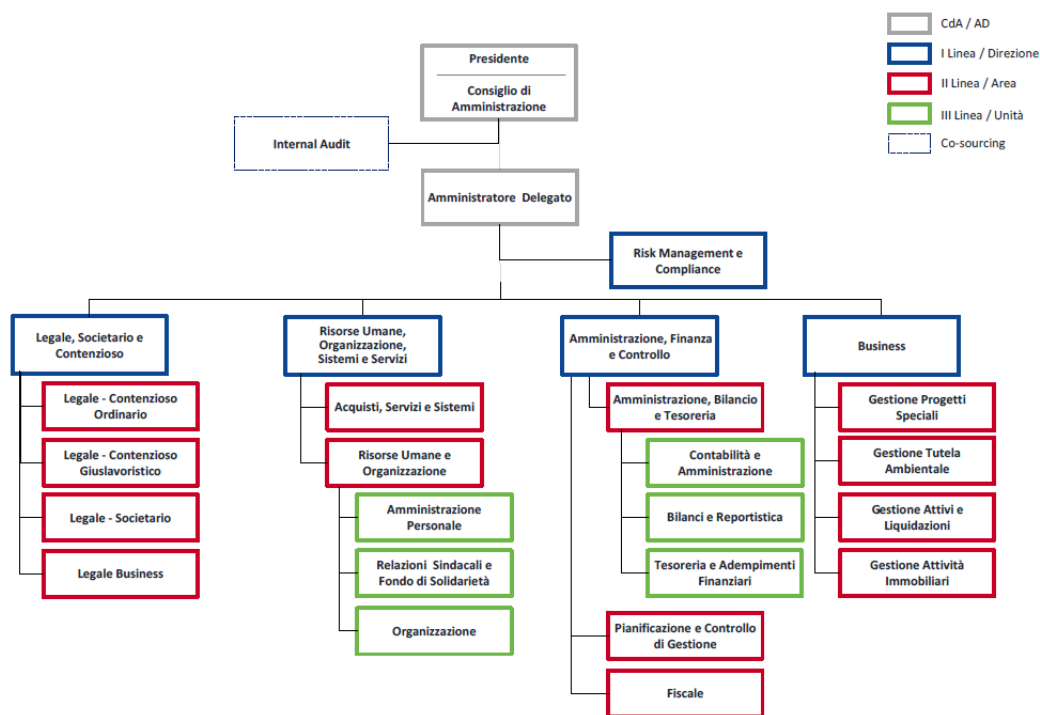 CdA / AD
I Linea / Direzione
II Linea / Area
III Linea / Unità
Co-sourcing
Presidente
Consiglio di
Amministrazione
Internal Audit
Amministratore Delegato
Risk Management e
Compliance
Legale, Societario e
Contenzioso
Legale - Contenzioso
Ordinario
Legale - Contenzioso
Giuslavoristico
Legale - Societario
Legale Business
Risorse Umane,
Organizzazione,
Sistemi e Servizi
Acquisti, Servizi e Sistemi
Risorse Umane e
Organizzazione
Amministrazione
Personale
Relazioni Sindacali e
Fondo di Solidarietà
Organizzazione
Amministrazione, Finanza
e Controllo
Amministrazione, Bilancio
e Tesoreria
Contabilità e
Amministrazione
Bilanci e Reportistica
Tesoreria e Adempimenti
Finanziari
Pianificazione e Controllo
di Gestione
Fiscale
Business
Gestione Progetti
Speciali
Gestione Tutela
Ambientale
Gestione Attivi e
Liquidazioni
Gestione Attività
Immobiliari